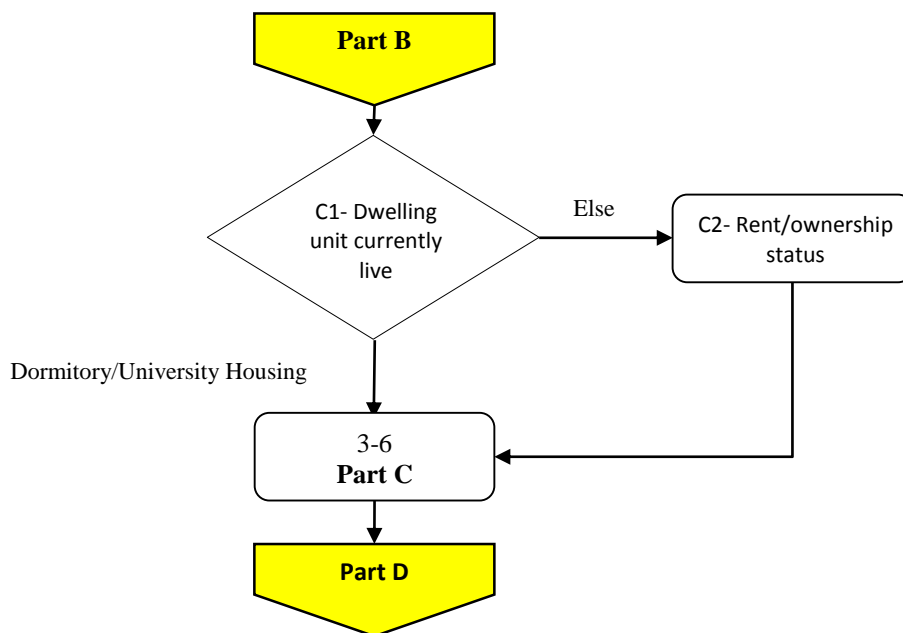 Part B
C1- Dwelling
unit currently
live
Else
C2- Rent/ownership
status
Dormitory/University Housing
3-6
Part C
Part D